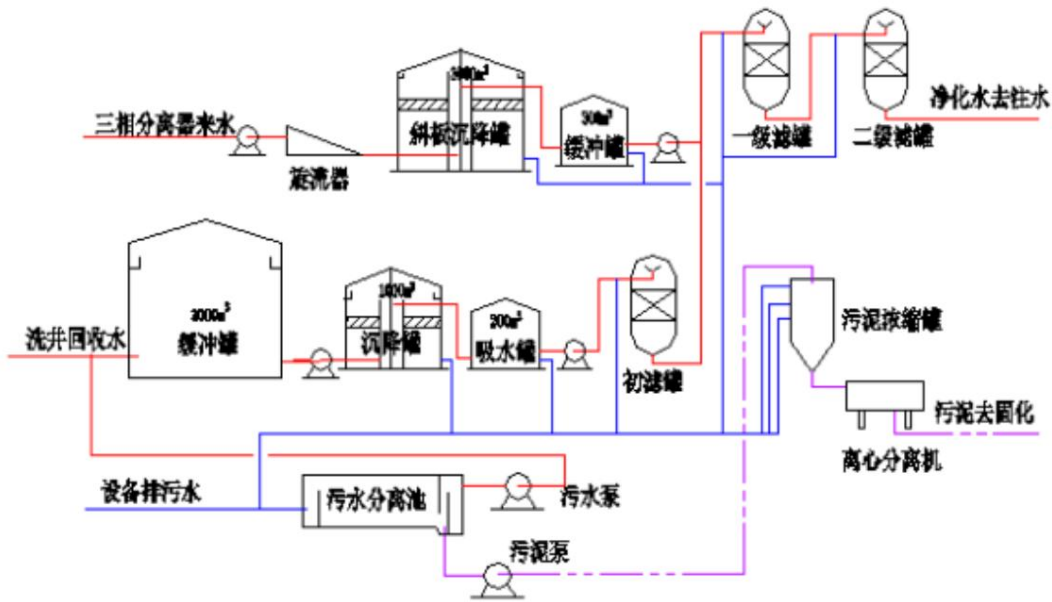 三相分离器来水
旋流器
斜板沉降罐
300m³
缓冲罐
一级滤罐
二级滤罐
净化水去注水
洗井回收水
3000m³
缓冲罐
1000m³
沉降罐
200m³
吸水罐
初滤罐
污泥浓缩罐
离心分离机
污泥去固化
设备排污水
污水分离池
污水泵
污泥泵